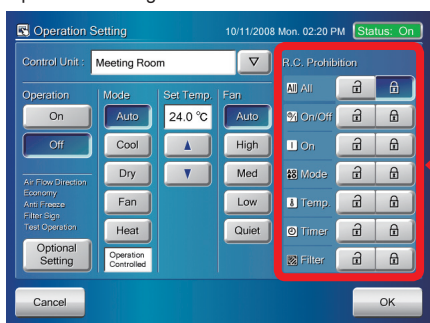 Operation Setting
10/11/2008 Mon. 02:20 PM
Status: On
Control Unit :
Meeting Room
R.C. Prohibition
All All
Operation
Mode
Set Temp.
Fan
On
Auto
24.0 °C
Auto
On/Off
Off
Cool
High
On
Dry
Med
Mode
Air Flow Direction
Economy
Anti Freeze
Filter Sign
Test Operation
Fan
Low
Temp.
Heat
Quiet
Timer
Optional
Setting
Operation
Controlled
Filter
Cancel
OK